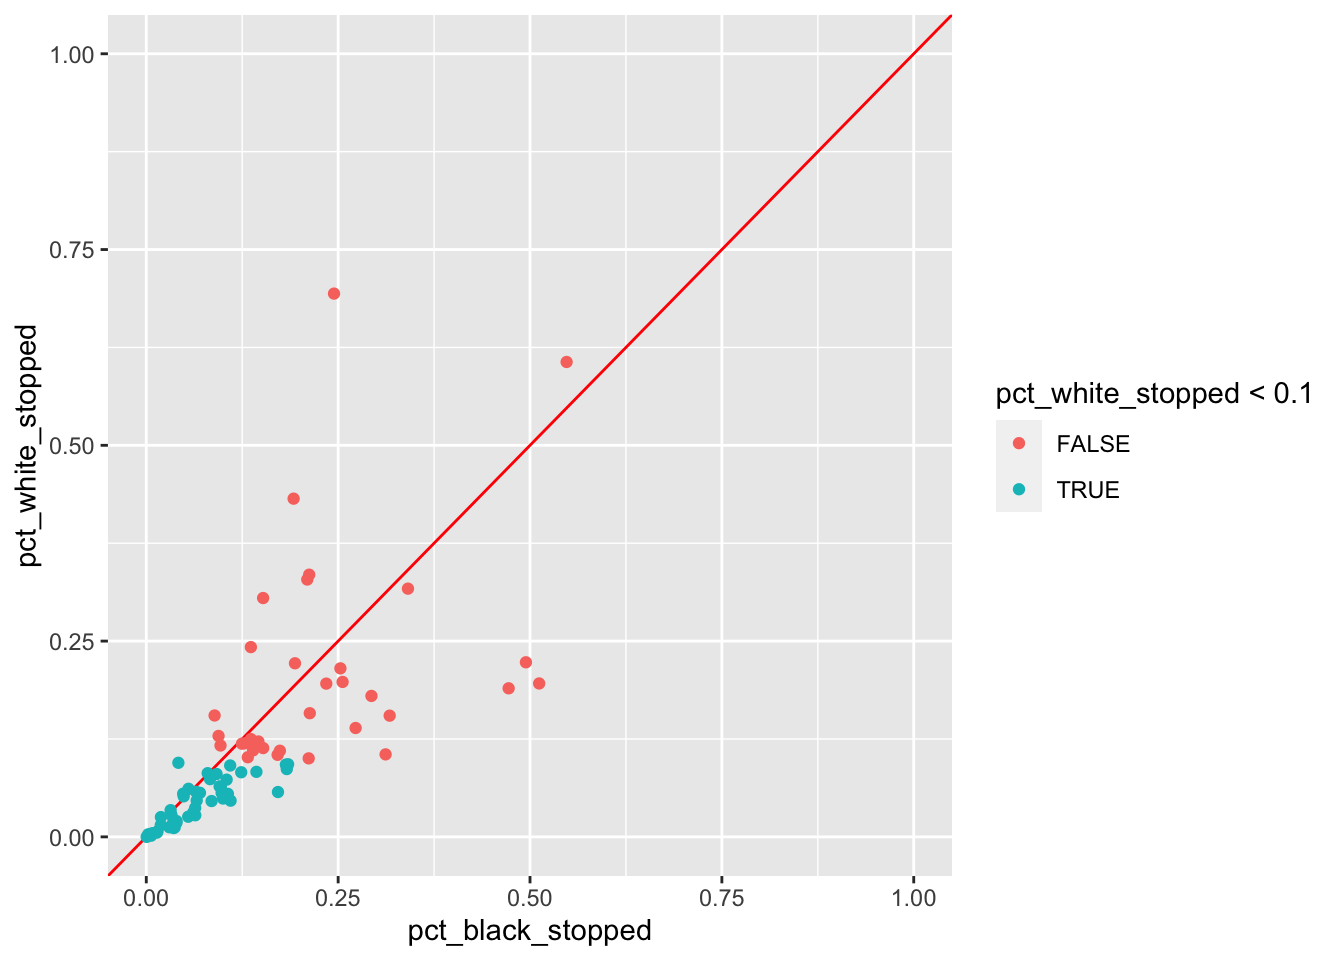 1.00
0.75
0.50
0.25
0.00
pct_white_stopped
0.00 0.25 0.50 0.75 1.00
pct_black_stopped
pct_white_stopped < 0.1
FALSE
TRUE